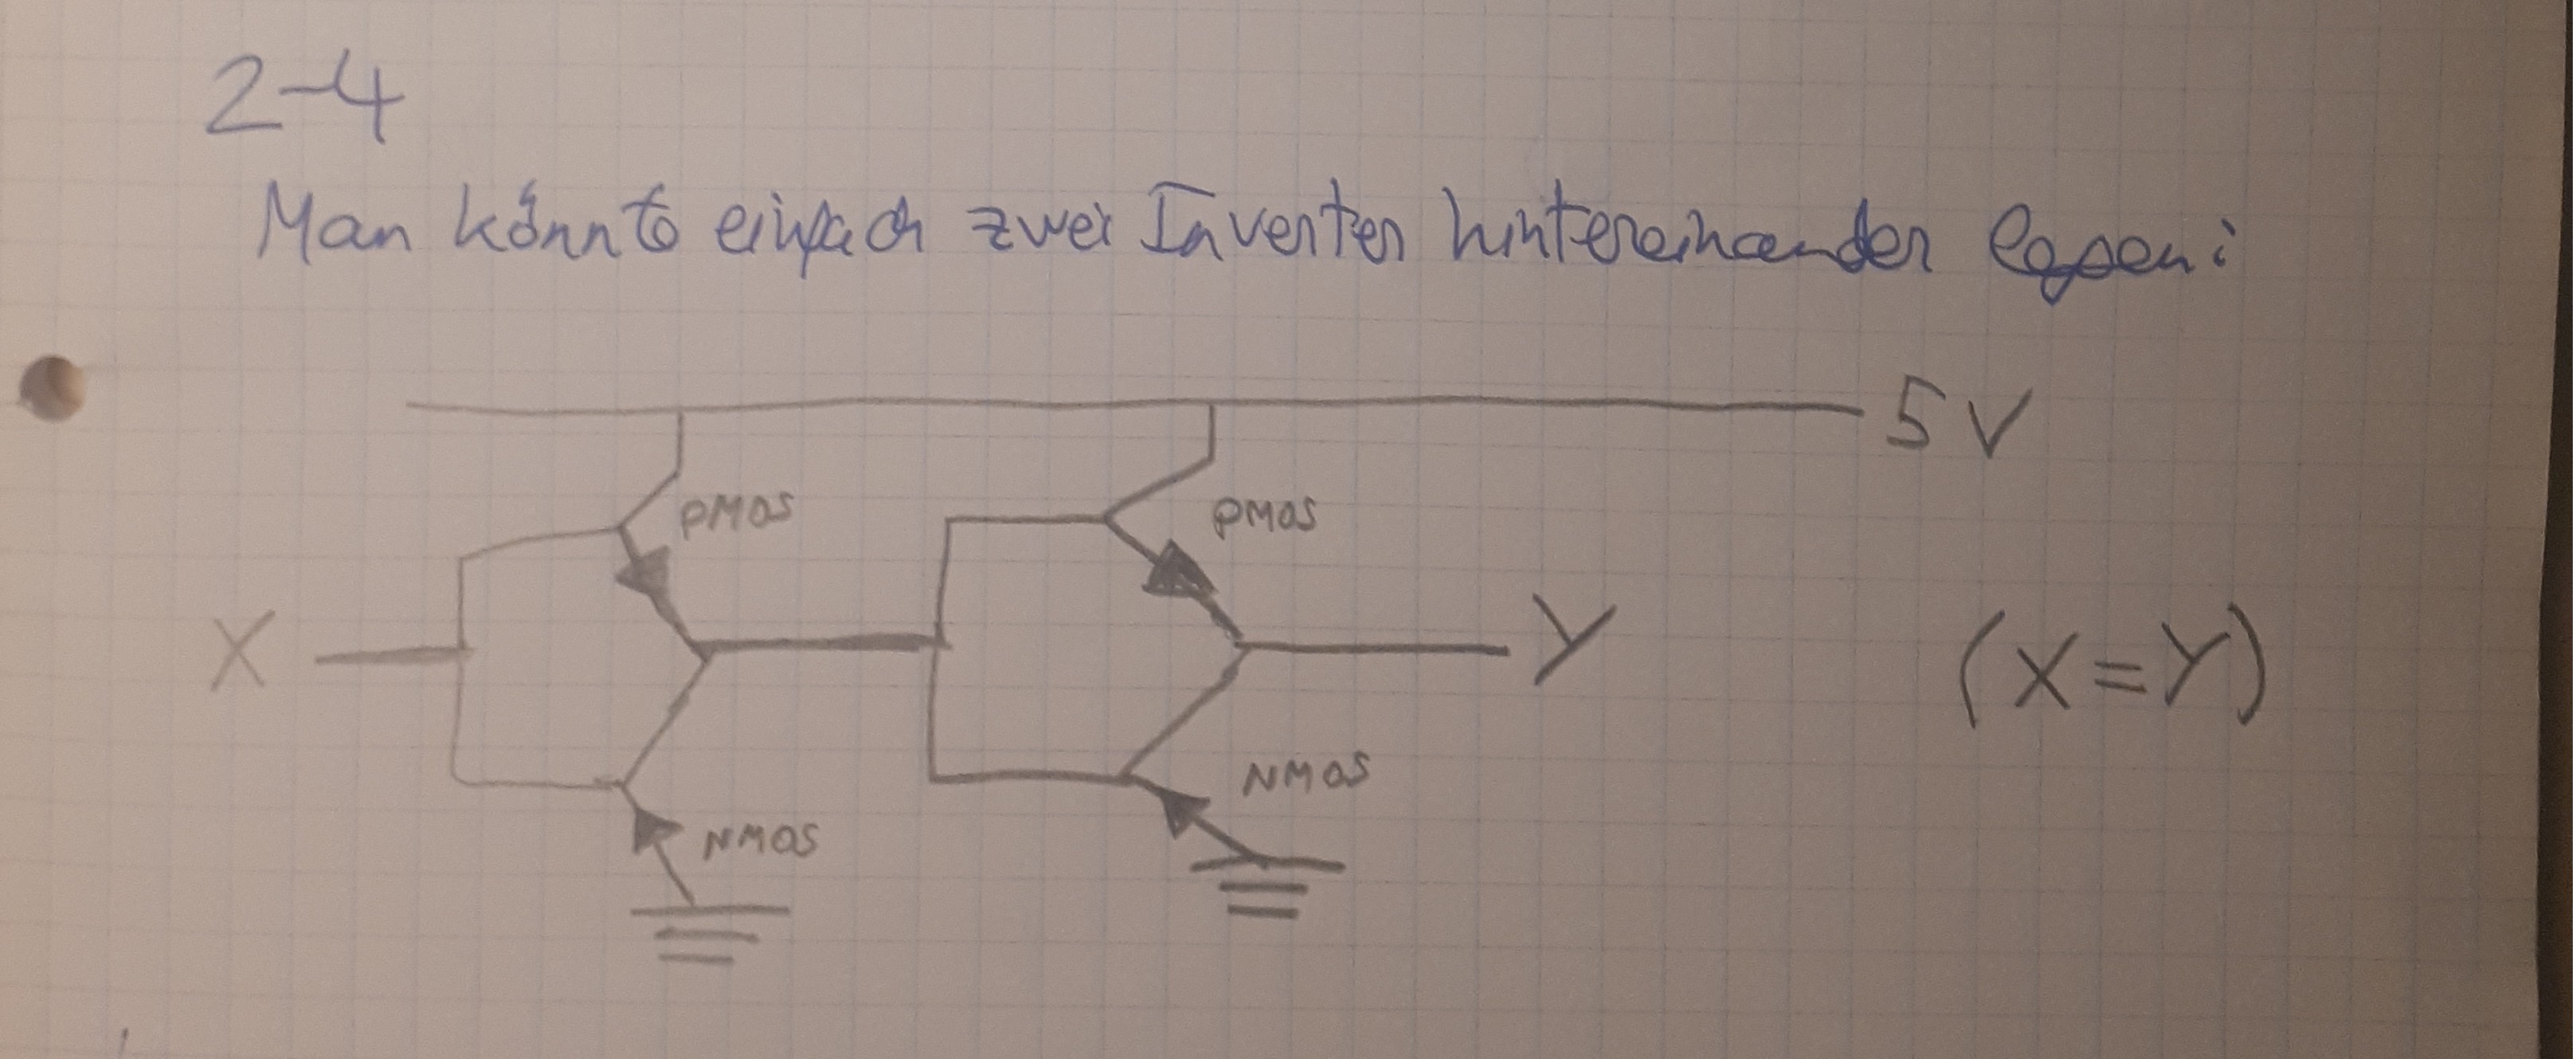 2-4
Man könnte einfach zwei Inverter hintereinander legen:
5V
PMOS PMOS
X Y (X=Y)
NMOS NMOS